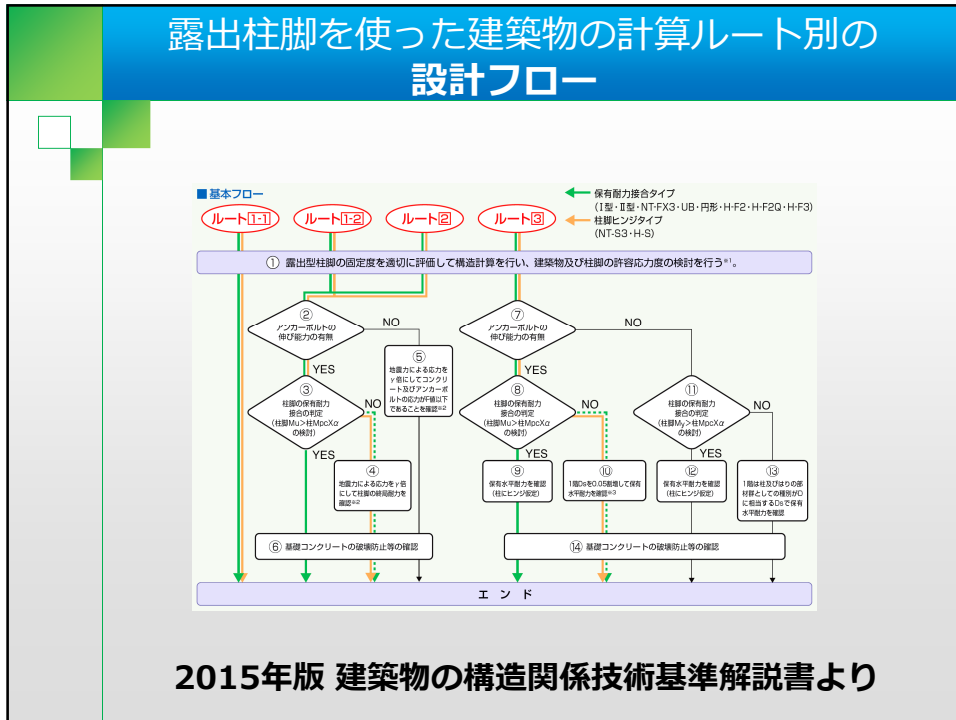 露出柱脚を使った建築物の計算ルート別の
設計フロー
■基本フロー
保有耐力接合タイプ
(Ⅰ型・Ⅱ型・NT-FX3・UB・円形・H-F2・H-F2Q・H-F3)
柱脚ヒンジタイプ
(NT-S3・H-S)
ルート1-1
ルート1-2
ルート2
ルート3
① 露出型柱脚の固定度を適切に評価して構造計算を行い、建築物及び柱脚の許容応力度の検討を行う※1。
②
アンカーボルトの
伸び能力の有無
NO
YES
⑤
地震力による応力を
γ倍にしてコンクリ
ート及びアンカーボ
ルトの応力がF値以下
であることを確認※2
③
柱脚の保有耐力
接合の判定
(柱脚Mu>柱MpcXα
の検討)
NO
YES
④
地震力による応力をγ倍
にして柱脚の終局耐力を
確認※2
⑥ 基礎コンクリートの破壊防止等の確認
⑦
アンカーボルトの
伸び能力の有無
NO
YES
⑧
柱脚の保有耐力
接合の判定
(柱脚Mu>柱MpcXα
の検討)
NO
YES
⑨
保有水平耐力を確認
(柱にヒンジ仮定)
⑩
1階Dsを0.05割増して保有
水平耐力を確認※3
⑪
柱脚の保有耐力
接合の判定
(柱脚My>柱MpcXα
の検討)
NO
YES
⑫
保有水平耐力を確認
(柱にヒンジ仮定)
⑬
1階は柱及びはりの部
材群としての種別がD
に相当するDsで保有
水平耐力を確認
⑭ 基礎コンクリートの破壊防止等の確認
エンド
2015年版 建築物の構造関係技術基準解説書より